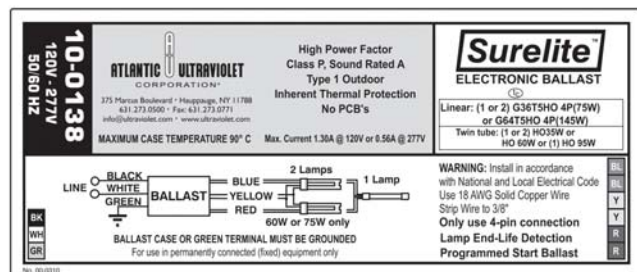 10-0138
120V - 277V
50/60 HZ
ATLANTIC ULTRAVIOLET
CORPORATION®
375 Marcus Boulevard • Hauppauge, NY 11788
631.273.0500 • Fax: 631.273.0771
info@ultraviolet.com • www.ultraviolet.com
MAXIMUM CASE TEMPERATURE 90° C
High Power Factor
Class P, Sound Rated A
Type 1 Outdoor
Inherent Thermal Protection
No PCB's
Max. Current 1.30A @ 120V or 0.56A @ 277V
Surelite™
ELECTRONIC BALLAST
Linear: (1 or 2) G36T5HO 4P(75W)
or G64T5HO 4P(145W)
Twin tube: (1 or 2) HO35W or
HO 60W or (1) HO 95W
LINE
BLACK
WHITE
GREEN
BALLAST
BLUE
YELLOW
RED
2 Lamps
1 Lamp
60W or 75W only
BK
WH
GR
BALLAST CASE OR GREEN TERMINAL MUST BE GROUNDED
For use in permanently connected (fixed) equipment only
WARNING: Install in accordance
with National and Local Electrical Code
Use 18 AWG Solid Copper Wire
Strip Wire to 3/8"
Only use 4-pin connection
Lamp End-Life Detection
Programmed Start Ballast
BL
BL
Y
Y
R
R
No. 00-0310